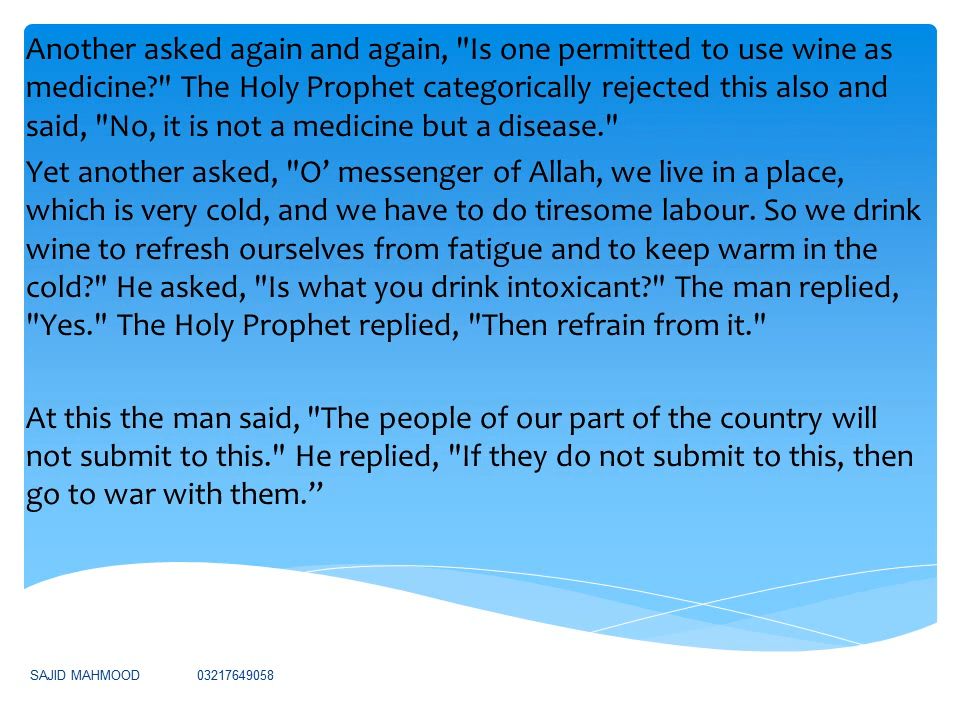 Another asked again and again, "Is one permitted to use wine as
medicine?" The Holy Prophet categorically rejected this also and
said, "No, it is not a medicine but a disease."
Yet another asked, "O’ messenger of Allah, we live in a place,
which is very cold, and we have to do tiresome labour. So we drink
wine to refresh ourselves from fatigue and to keep warm in the
cold?" He asked, "Is what you drink intoxicant?" The man replied,
"Yes." The Holy Prophet replied, "Then refrain from it."
At this the man said, "The people of our part of the country will
not submit to this." He replied, "If they do not submit to this, then
go to war with them.”
SAJID MAHMOOD 03217649058